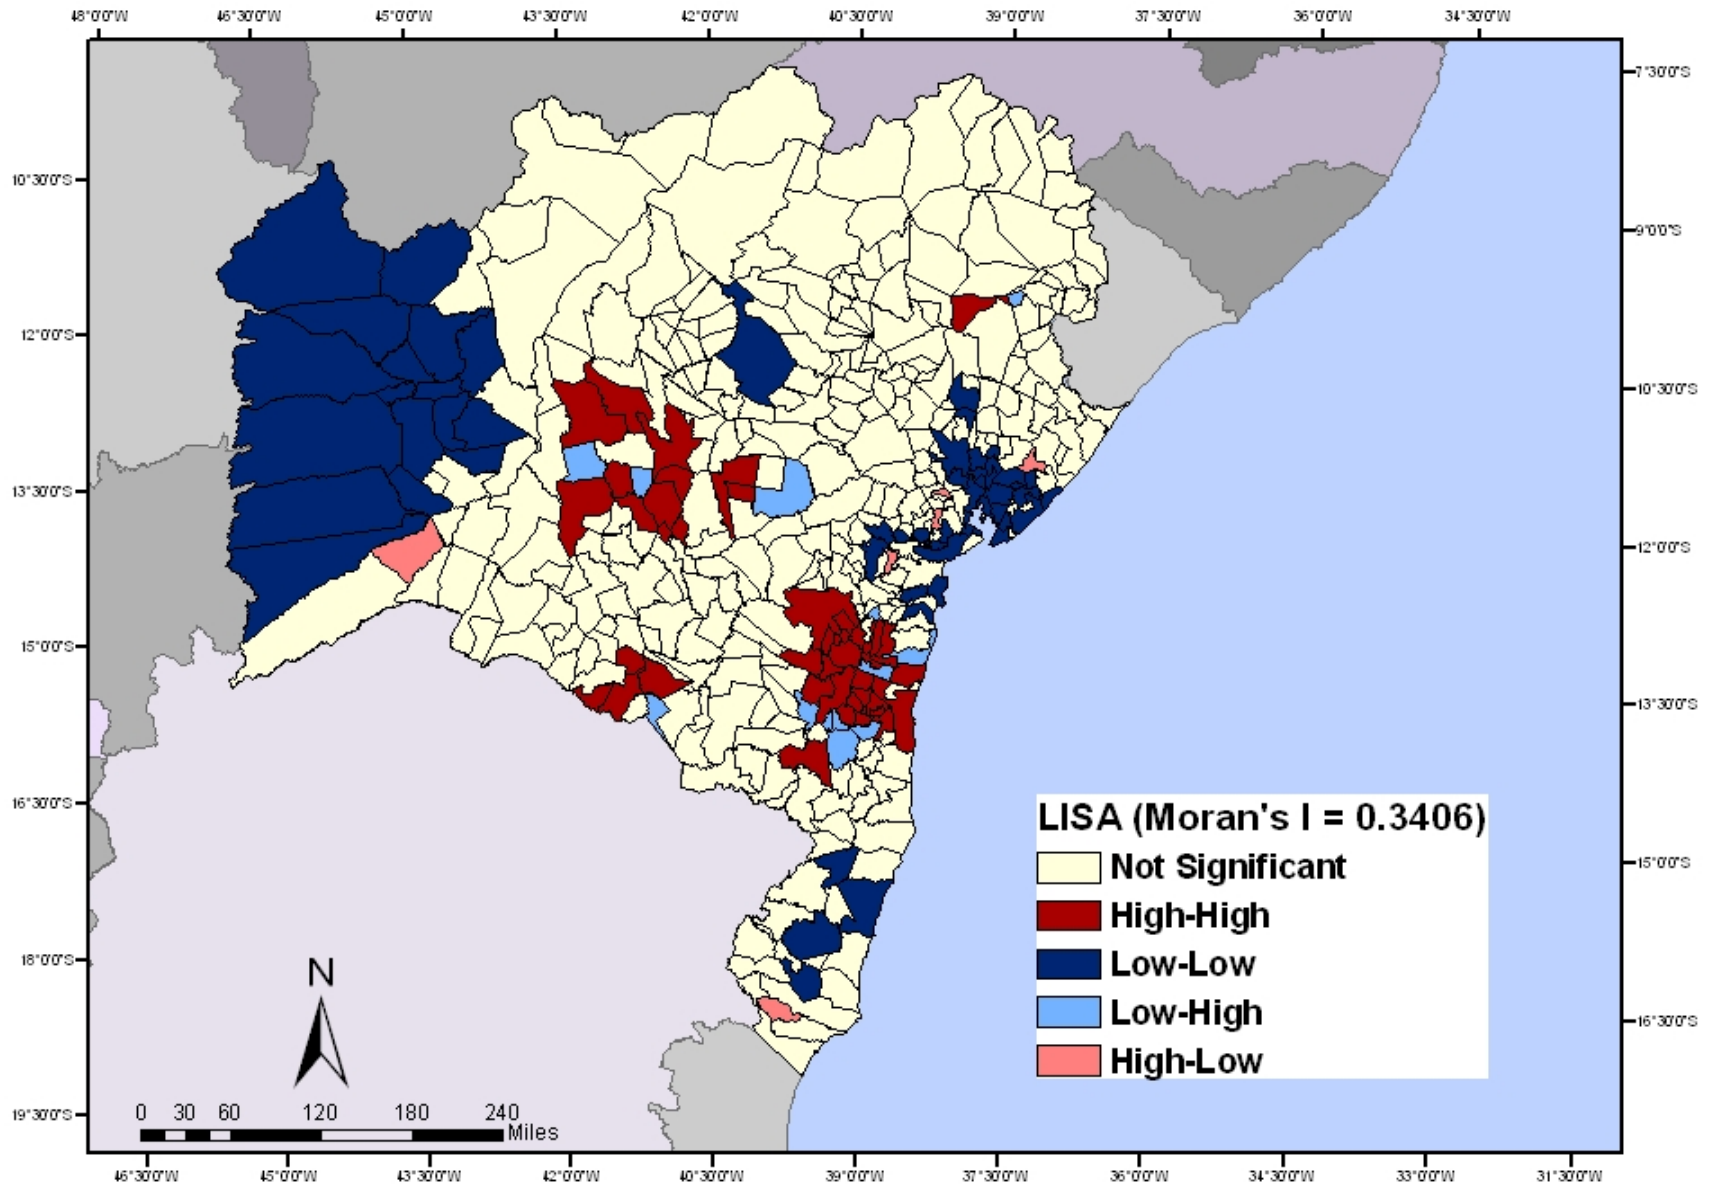 48°0'0"W 46°30'0"W 45°0'0"W 43°30'0"W 42°0'0"W 40°30'0"W 39°0'0"W 37°30'0"W 36°0'0"W 34°30'0"W
7°30'0"S
10°30'0"S
9°0'0"S
12°0'0"S
10°30'0"S
13°30'0"S
12°0'0"S
15°0'0"S
13°30'0"S
16°30'0"S
LISA (Moran's I = 0.3406)
Not Significant
15°0'0"S
High-High
Low-Low
18°0'0"S
N
Low-High
16°30'0"S
High-Low
19°30'0"S
0 30 60 120 180 240
Miles
46°30'0"W 45°0'0"W 43°30'0"W 42°0'0"W 40°30'0"W 39°0'0"W 37°30'0"W 36°0'0"W 34°30'0"W 33°0'0"W 31°30'0"W